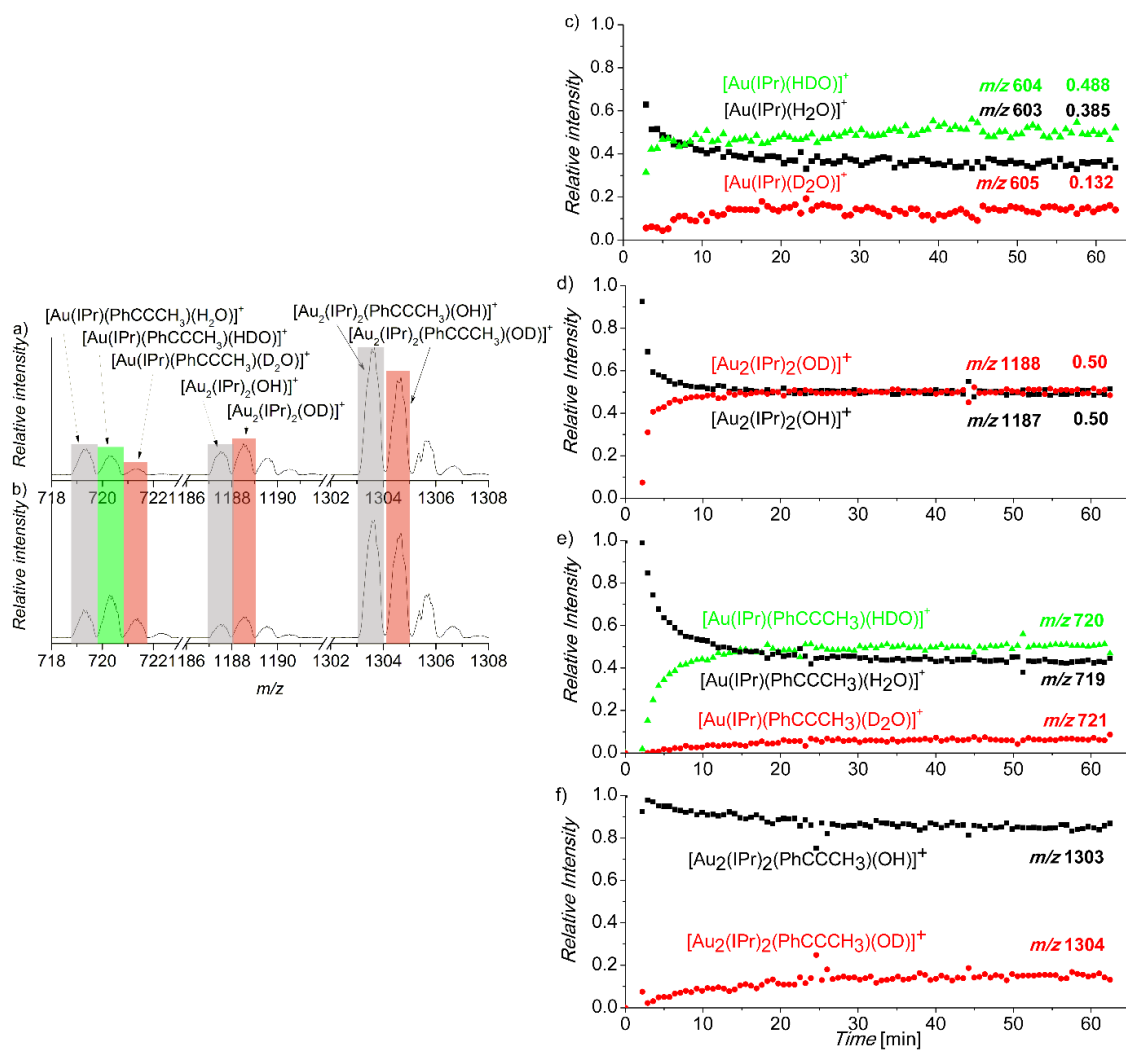 a)
Relative intensity
[Au(IPr)(PhCCCH₃)(H₂O)]⁺
[Au(IPr)(PhCCCH₃)(HDO)]⁺
[Au(IPr)(PhCCCH₃)(D₂O)]⁺
[Au₂(IPr)₂(OH)]⁺
[Au₂(IPr)₂(OD)]⁺
[Au₂(IPr)₂(PhCCCH₃)(OH)]⁺
[Au₂(IPr)₂(PhCCCH₃)(OD)]⁺
718 720 722 1186 1188 1190 1302 1304 1306 1308
b)
Relative intensity
718 720 722 1186 1188 1190 1302 1304 1306 1308
m/z
c)
Relative intensity
1.0
0.8
0.6
0.4
0.2
0.0
[Au(IPr)(HDO)]⁺ m/z 604 0.488
[Au(IPr)(H₂O)]⁺ m/z 603 0.385
[Au(IPr)(D₂O)]⁺ m/z 605 0.132
0 10 20 30 40 50 60
d)
Relative Intensity
1.0
0.8
0.6
0.4
0.2
0.0
[Au₂(IPr)₂(OD)]⁺ m/z 1188 0.50
[Au₂(IPr)₂(OH)]⁺ m/z 1187 0.50
0 10 20 30 40 50 60
e)
Relative Intensity
1.0
0.8
0.6
0.4
0.2
0.0
[Au(IPr)(PhCCCH₃)(HDO)]⁺ m/z 720
[Au(IPr)(PhCCCH₃)(H₂O)]⁺ m/z 719
[Au(IPr)(PhCCCH₃)(D₂O)]⁺ m/z 721
0 10 20 30 40 50 60
f)
Relative Intensity
1.0
0.8
0.6
0.4
0.2
0.0
[Au₂(IPr)₂(PhCCCH₃)(OH)]⁺ m/z 1303
[Au₂(IPr)₂(PhCCCH₃)(OD)]⁺ m/z 1304
0 10 20 30 40 50 60
Time [min]